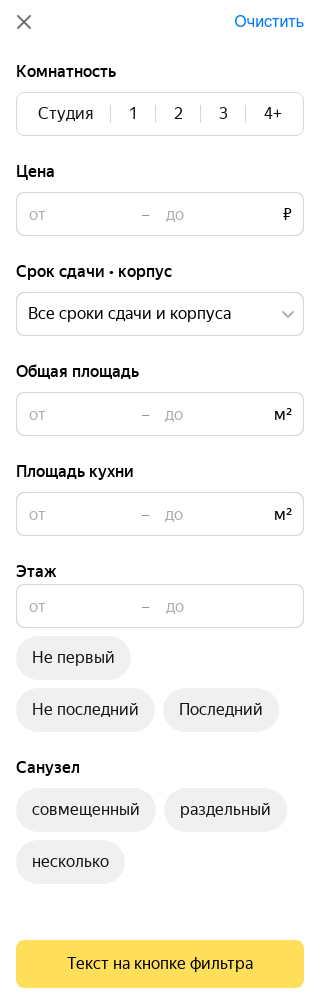 Очистить
Комнатность
Студия 1 2 3 4+
Цена
от – до ₽
Срок сдачи • корпус
Все сроки сдачи и корпуса
Общая площадь
от – до м²
Площадь кухни
от – до м²
Этаж
от – до
Не первый
Не последний Последний
Санузел
совмещенный раздельный
несколько
Текст на кнопке фильтра